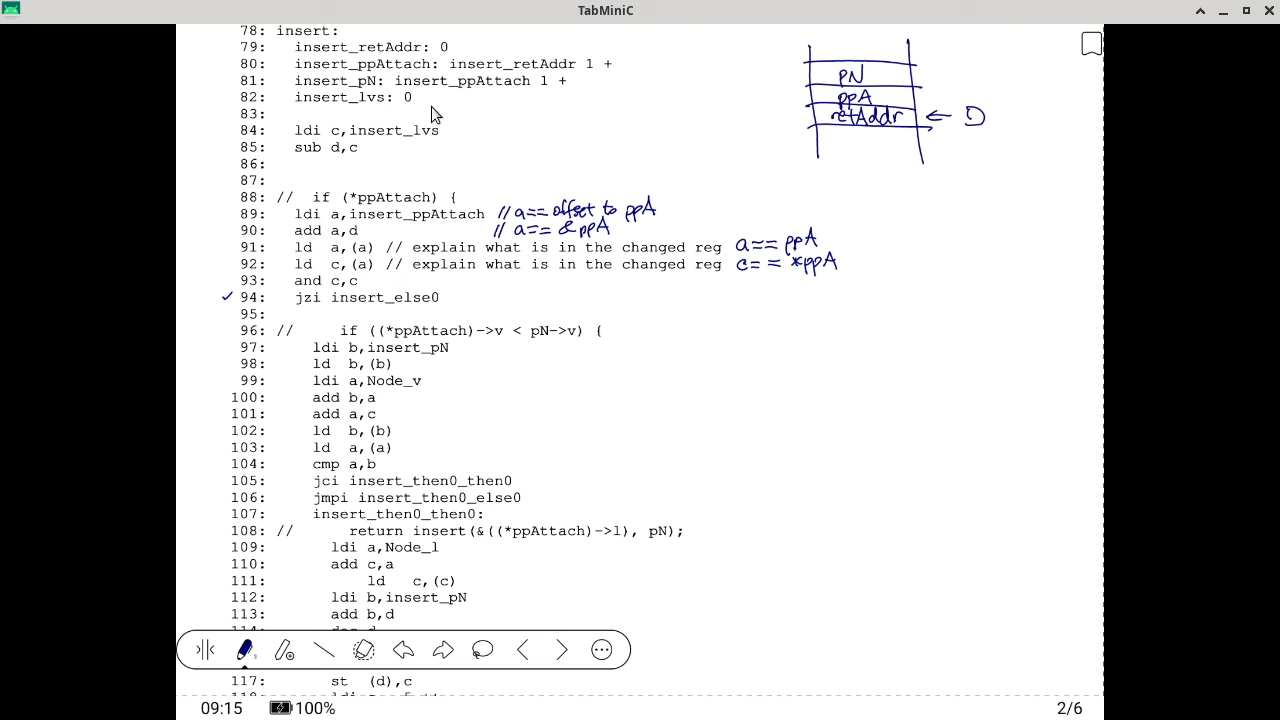 TabMiniC
78: insert:
79: insert_retAddr: 0
80: insert_ppAttach: insert_retAddr 1 +
81: insert_pN: insert_ppAttach 1 +
82: insert_lvs: 0
83:
84: ldi c,insert_lvs
85: sub d,c
86:
87:
88: // if (*ppAttach) {
89: ldi a,insert_ppAttach // a== offset to ppA
90: add a,d // a== &ppA
91: ld a,(a) // explain what is in the changed reg a== ppA
92: ld c,(a) // explain what is in the changed reg c== *ppA
93: and c,c
✓ 94: jzi insert_else0
95:
96: // if ((*ppAttach)->v < pN->v) {
97: ldi b,insert_pN
98: ld b,(b)
99: ldi a,Node_v
100: add b,a
101: add a,c
102: ld b,(b)
103: ld a,(a)
104: cmp a,b
105: jci insert_then0_then0
106: jmpi insert_then0_else0
107: insert_then0_then0:
108: // return insert(&((*ppAttach)->l), pN);
109: ldi a,Node_l
110: add c,a
111: ld c,(c)
112: ldi b,insert_pN
113: add b,d
117: st (d),c
pN
ppA
retAddr ← D
09:15 100% 2/6